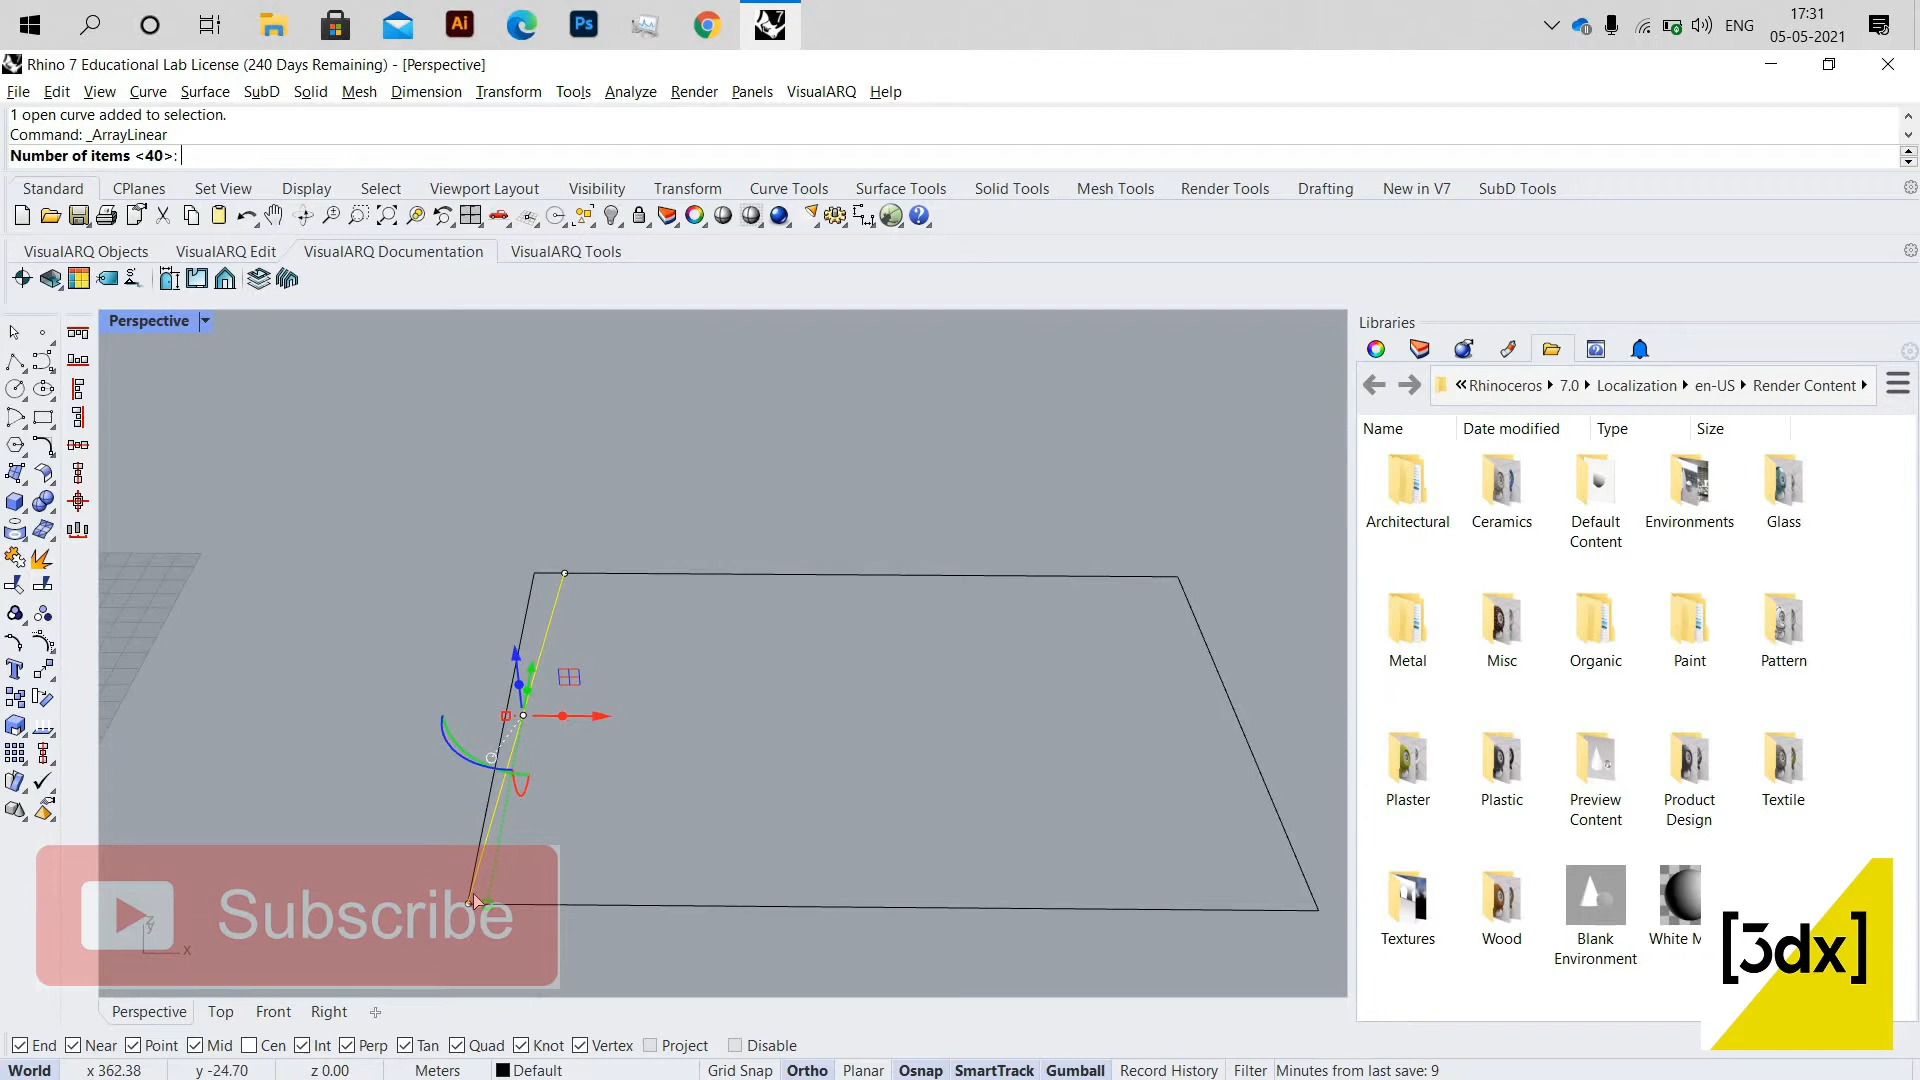 Ai
Ps
7
ENG
17:31
05-05-2021
Rhino 7 Educational Lab License (240 Days Remaining) - [Perspective]
File Edit View Curve Surface SubD Solid Mesh Dimension Transform Tools Analyze Render Panels VisualARQ Help
1 open curve added to selection.
Command: _ArrayLinear
Number of items <40>:
Standard CPlanes Set View Display Select Viewport Layout Visibility Transform Curve Tools Surface Tools Solid Tools Mesh Tools Render Tools Drafting New in V7 SubD Tools
VisualARQ Objects VisualARQ Edit VisualARQ Documentation VisualARQ Tools
Perspective
Libraries
«Rhinoceros 7.0 Localization en-US Render Content
Name Date modified Type Size
Architectural Ceramics Default Content Environments Glass
Metal Misc Organic Paint Pattern
Plaster Plastic Preview Content Product Design Textile
Textures Wood Blank Environment White M
Subscribe
z
y
x
[3dx]
Perspective Top Front Right
End Near Point Mid Cen Int Perp Tan Quad Knot Vertex Project Disable
World x 362.38 y -24.70 z 0.00 Meters Default Grid Snap Ortho Planar Osnap SmartTrack Gumball Record History Filter Minutes from last save: 9